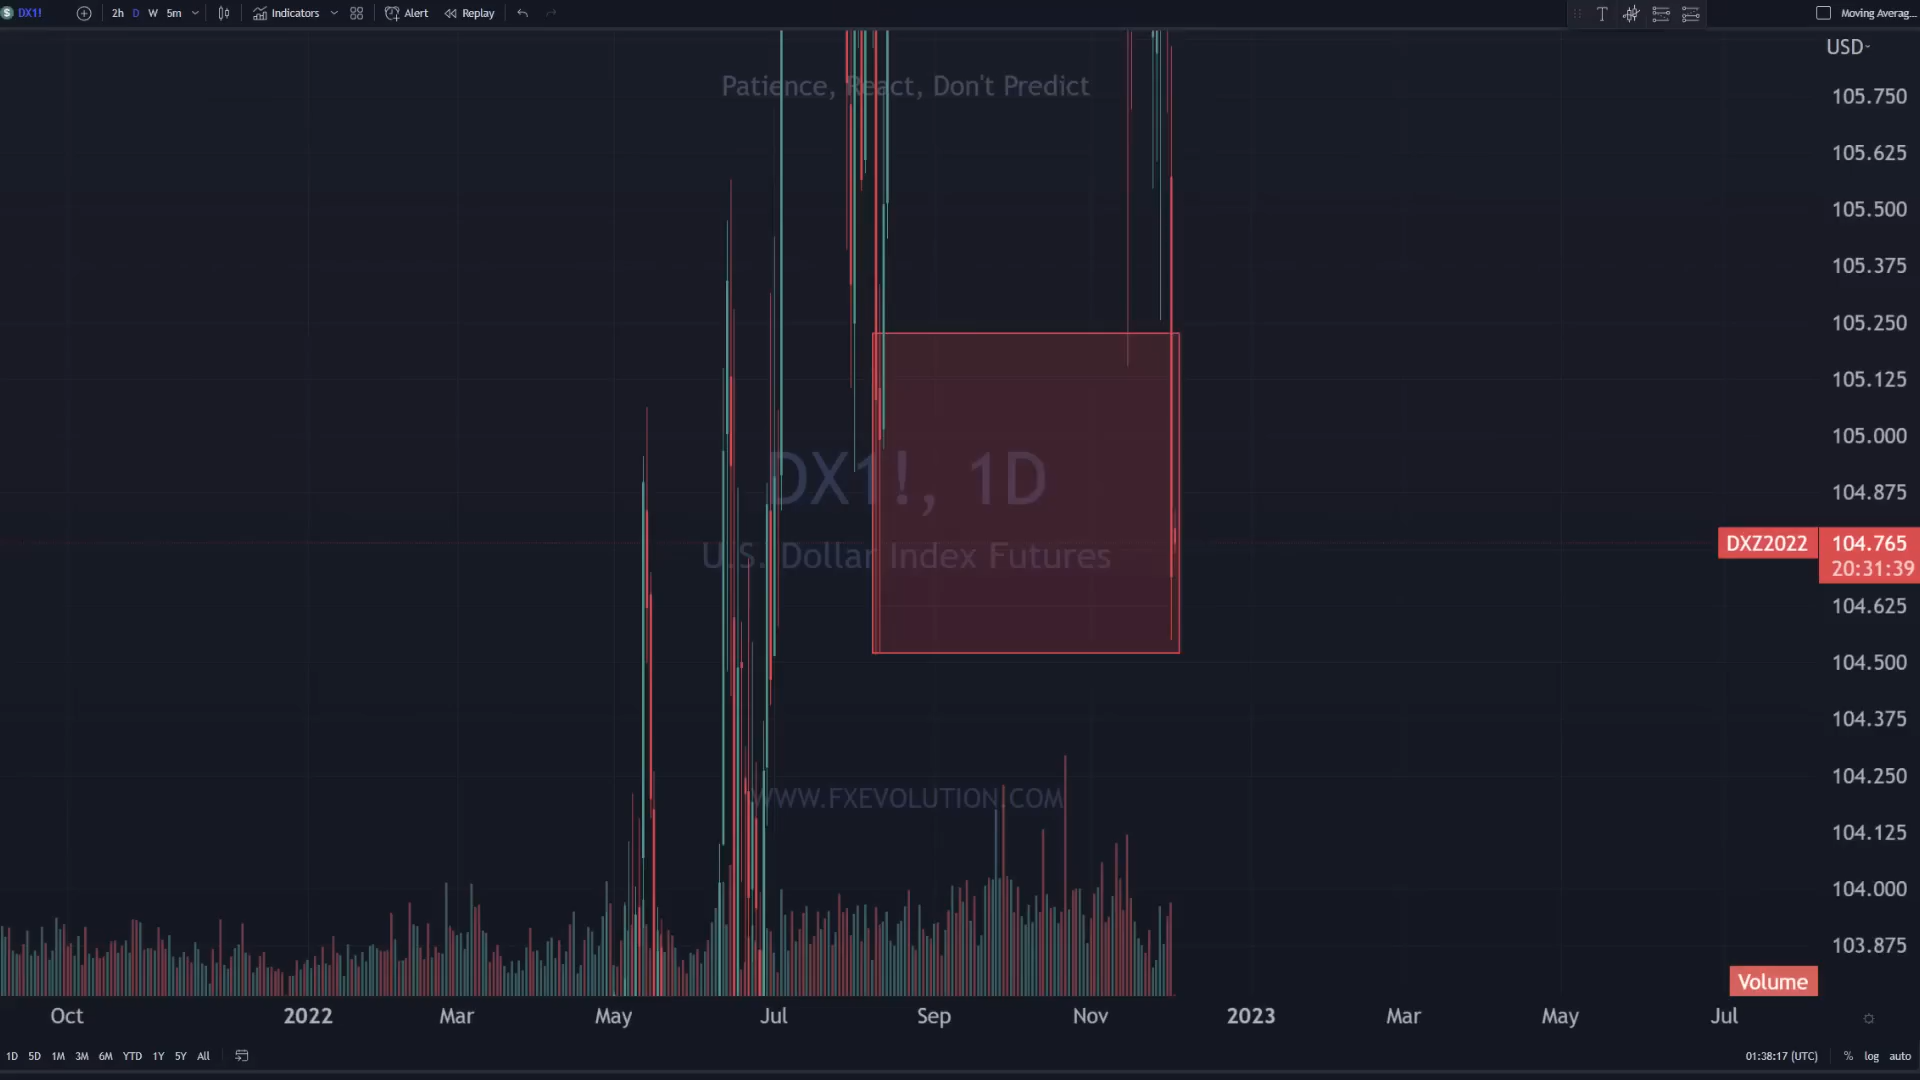 DX1! 2h D W 5m Indicators Alert Replay Moving Averag...
USD
Patience, React, Don't Predict
105.750
105.625
105.500
105.375
105.250
105.125
105.000
DX1!, 1D
104.875
DXZ2022 104.765
U.S. Dollar Index Futures
20:31:39
104.625
104.500
104.375
104.250
WWW.FXEVOLUTION.COM
104.125
104.000
103.875
Volume
Oct 2022 Mar May Jul Sep Nov 2023 Mar May Jul
1D 5D 1M 3M 6M YTD 1Y 5Y All 01:38:17 (UTC) % log auto